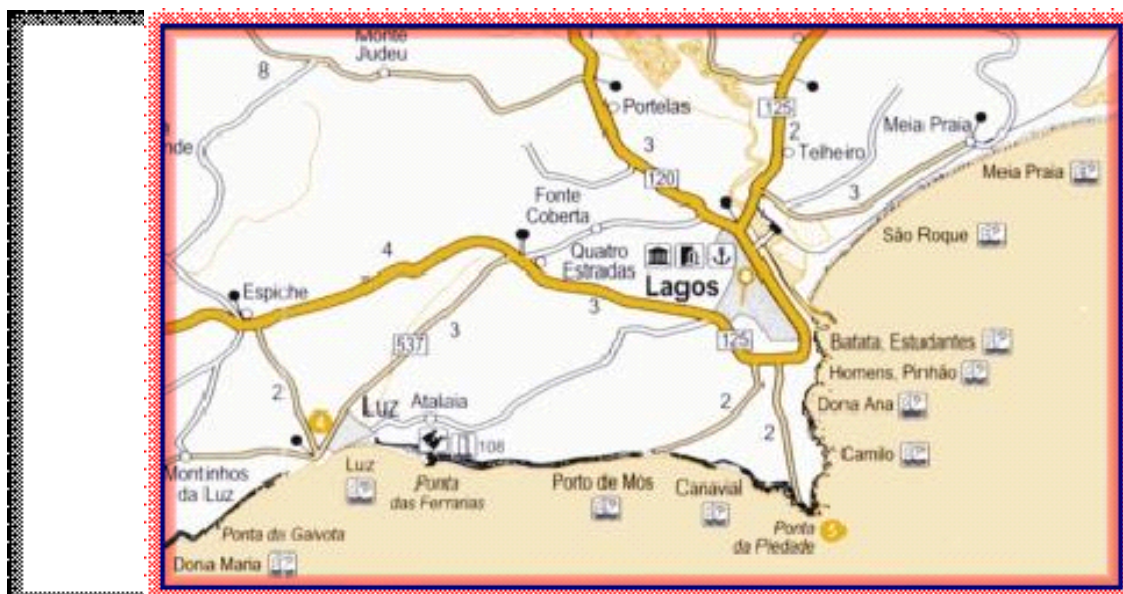 Monte
Judeu
8
Portelas
125
2
Telheiro
Meia Praia
3
Meia Praia
3
120
Fonte
Coberta
São Roque
4
Quatro
Estradas
Lagos
Espiche
3
3
537
125
Batata, Estudantes
Homens, Pinhão
2
4
Luz
Atalaia
2
Dona Ana
2
108
Camilo
Montinhos
da Luz
Luz
Ponta
das Ferrarias
Porto de Mós
Canavial
Ponta da Gaivota
Ponta
da Piedade
5
Dona Maria